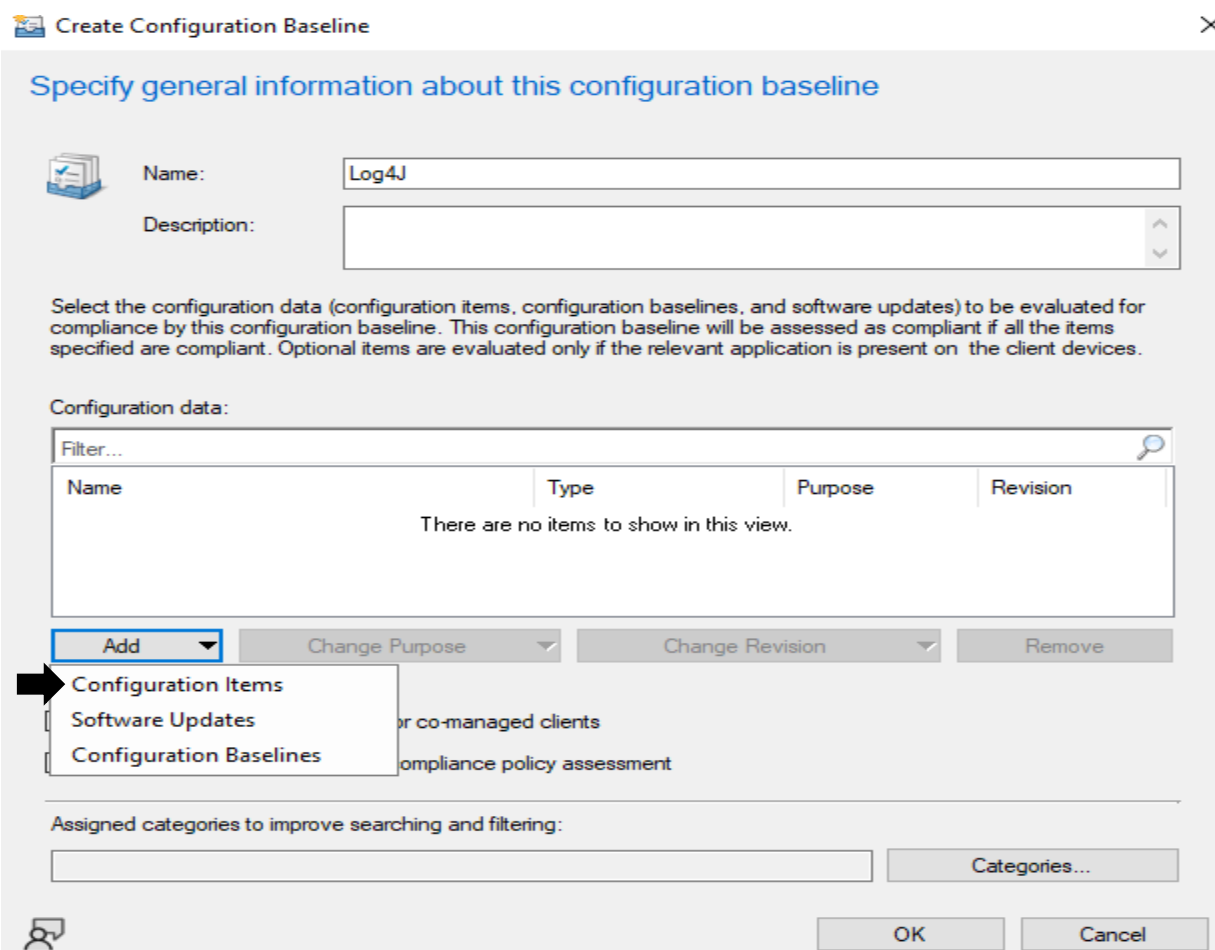 Create Configuration Baseline
Specify general information about this configuration baseline
Name:
Log4J
Description:
Select the configuration data (configuration items, configuration baselines, and software updates) to be evaluated for
compliance by this configuration baseline. This configuration baseline will be assessed as compliant if all the items
specified are compliant. Optional items are evaluated only if the relevant application is present on the client devices.
Configuration data:
Filter...
Name Type Purpose Revision
There are no items to show in this view.
Add Change Purpose Change Revision Remove
Configuration Items
Software Updates
or co-managed clients
Configuration Baselines
ompliance policy assessment
Assigned categories to improve searching and filtering:
Categories...
OK Cancel